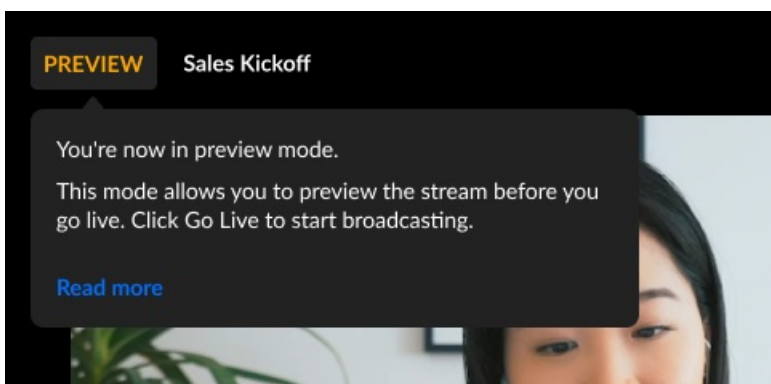 PREVIEW Sales Kickoff
You're now in preview mode.
This mode allows you to preview the stream before you
go live. Click Go Live to start broadcasting.
Read more